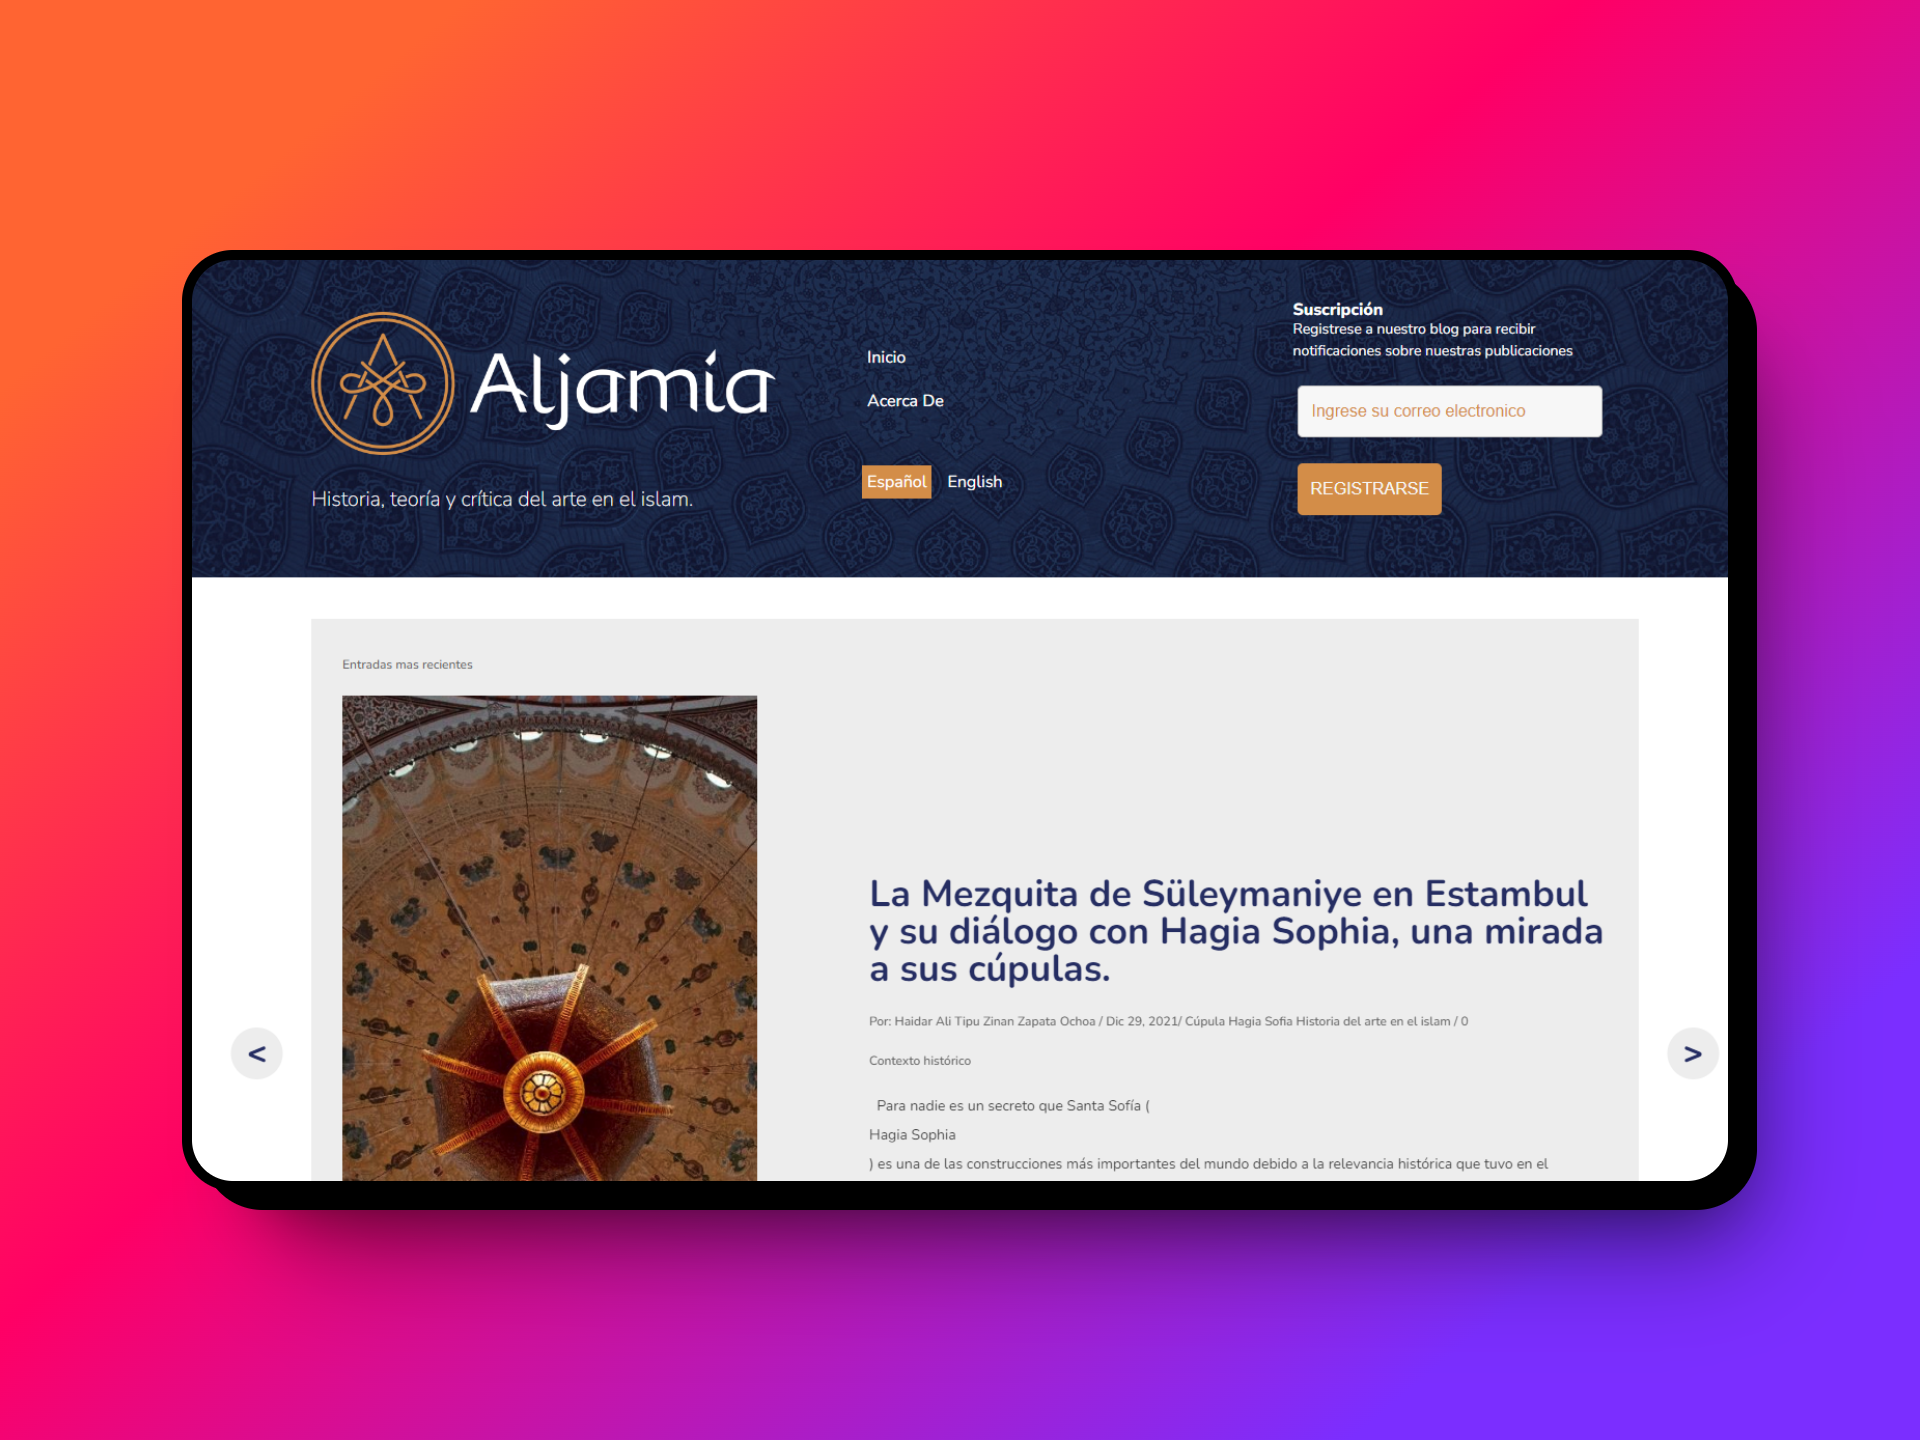 Aljamía
Historia, teoría y crítica del arte en el islam.
Inicio
Acerca De
Español English
Suscripción
Registrese a nuestro blog para recibir
notificaciones sobre nuestras publicaciones
Ingrese su correo electronico
REGISTRARSE
Entradas mas recientes
La Mezquita de Süleymaniye en Estambul
y su diálogo con Hagia Sophia, una mirada
a sus cúpulas.
Por: Haidar Ali Tipu Zinan Zapata Ochoa / Dic 29, 2021/ Cúpula Hagia Sofia Historia del arte en el islam / 0
Contexto histórico
Para nadie es un secreto que Santa Sofía (
Hagia Sophia
) es una de las construcciones más importantes del mundo debido a la relevancia histórica que tuvo en el
<
>